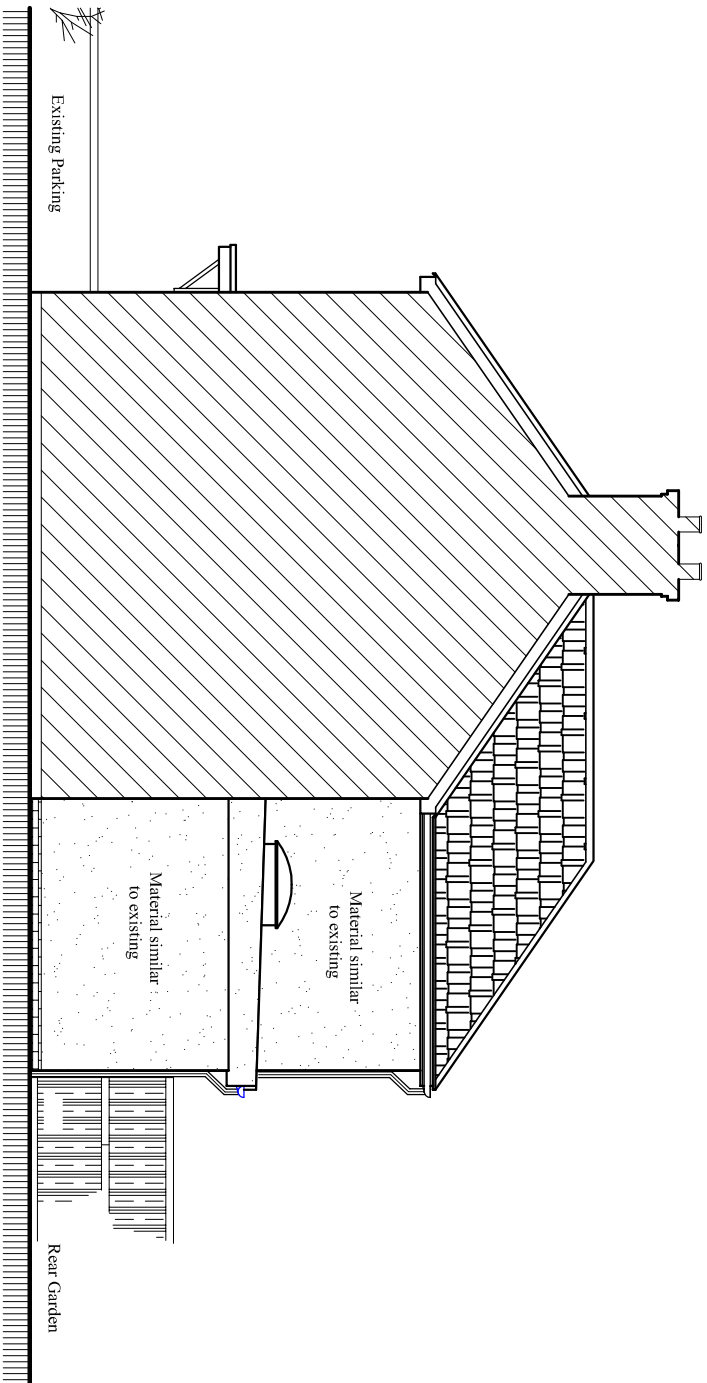 Existing Parking
Material similar
to existing
Material similar
to existing
Rear Garden